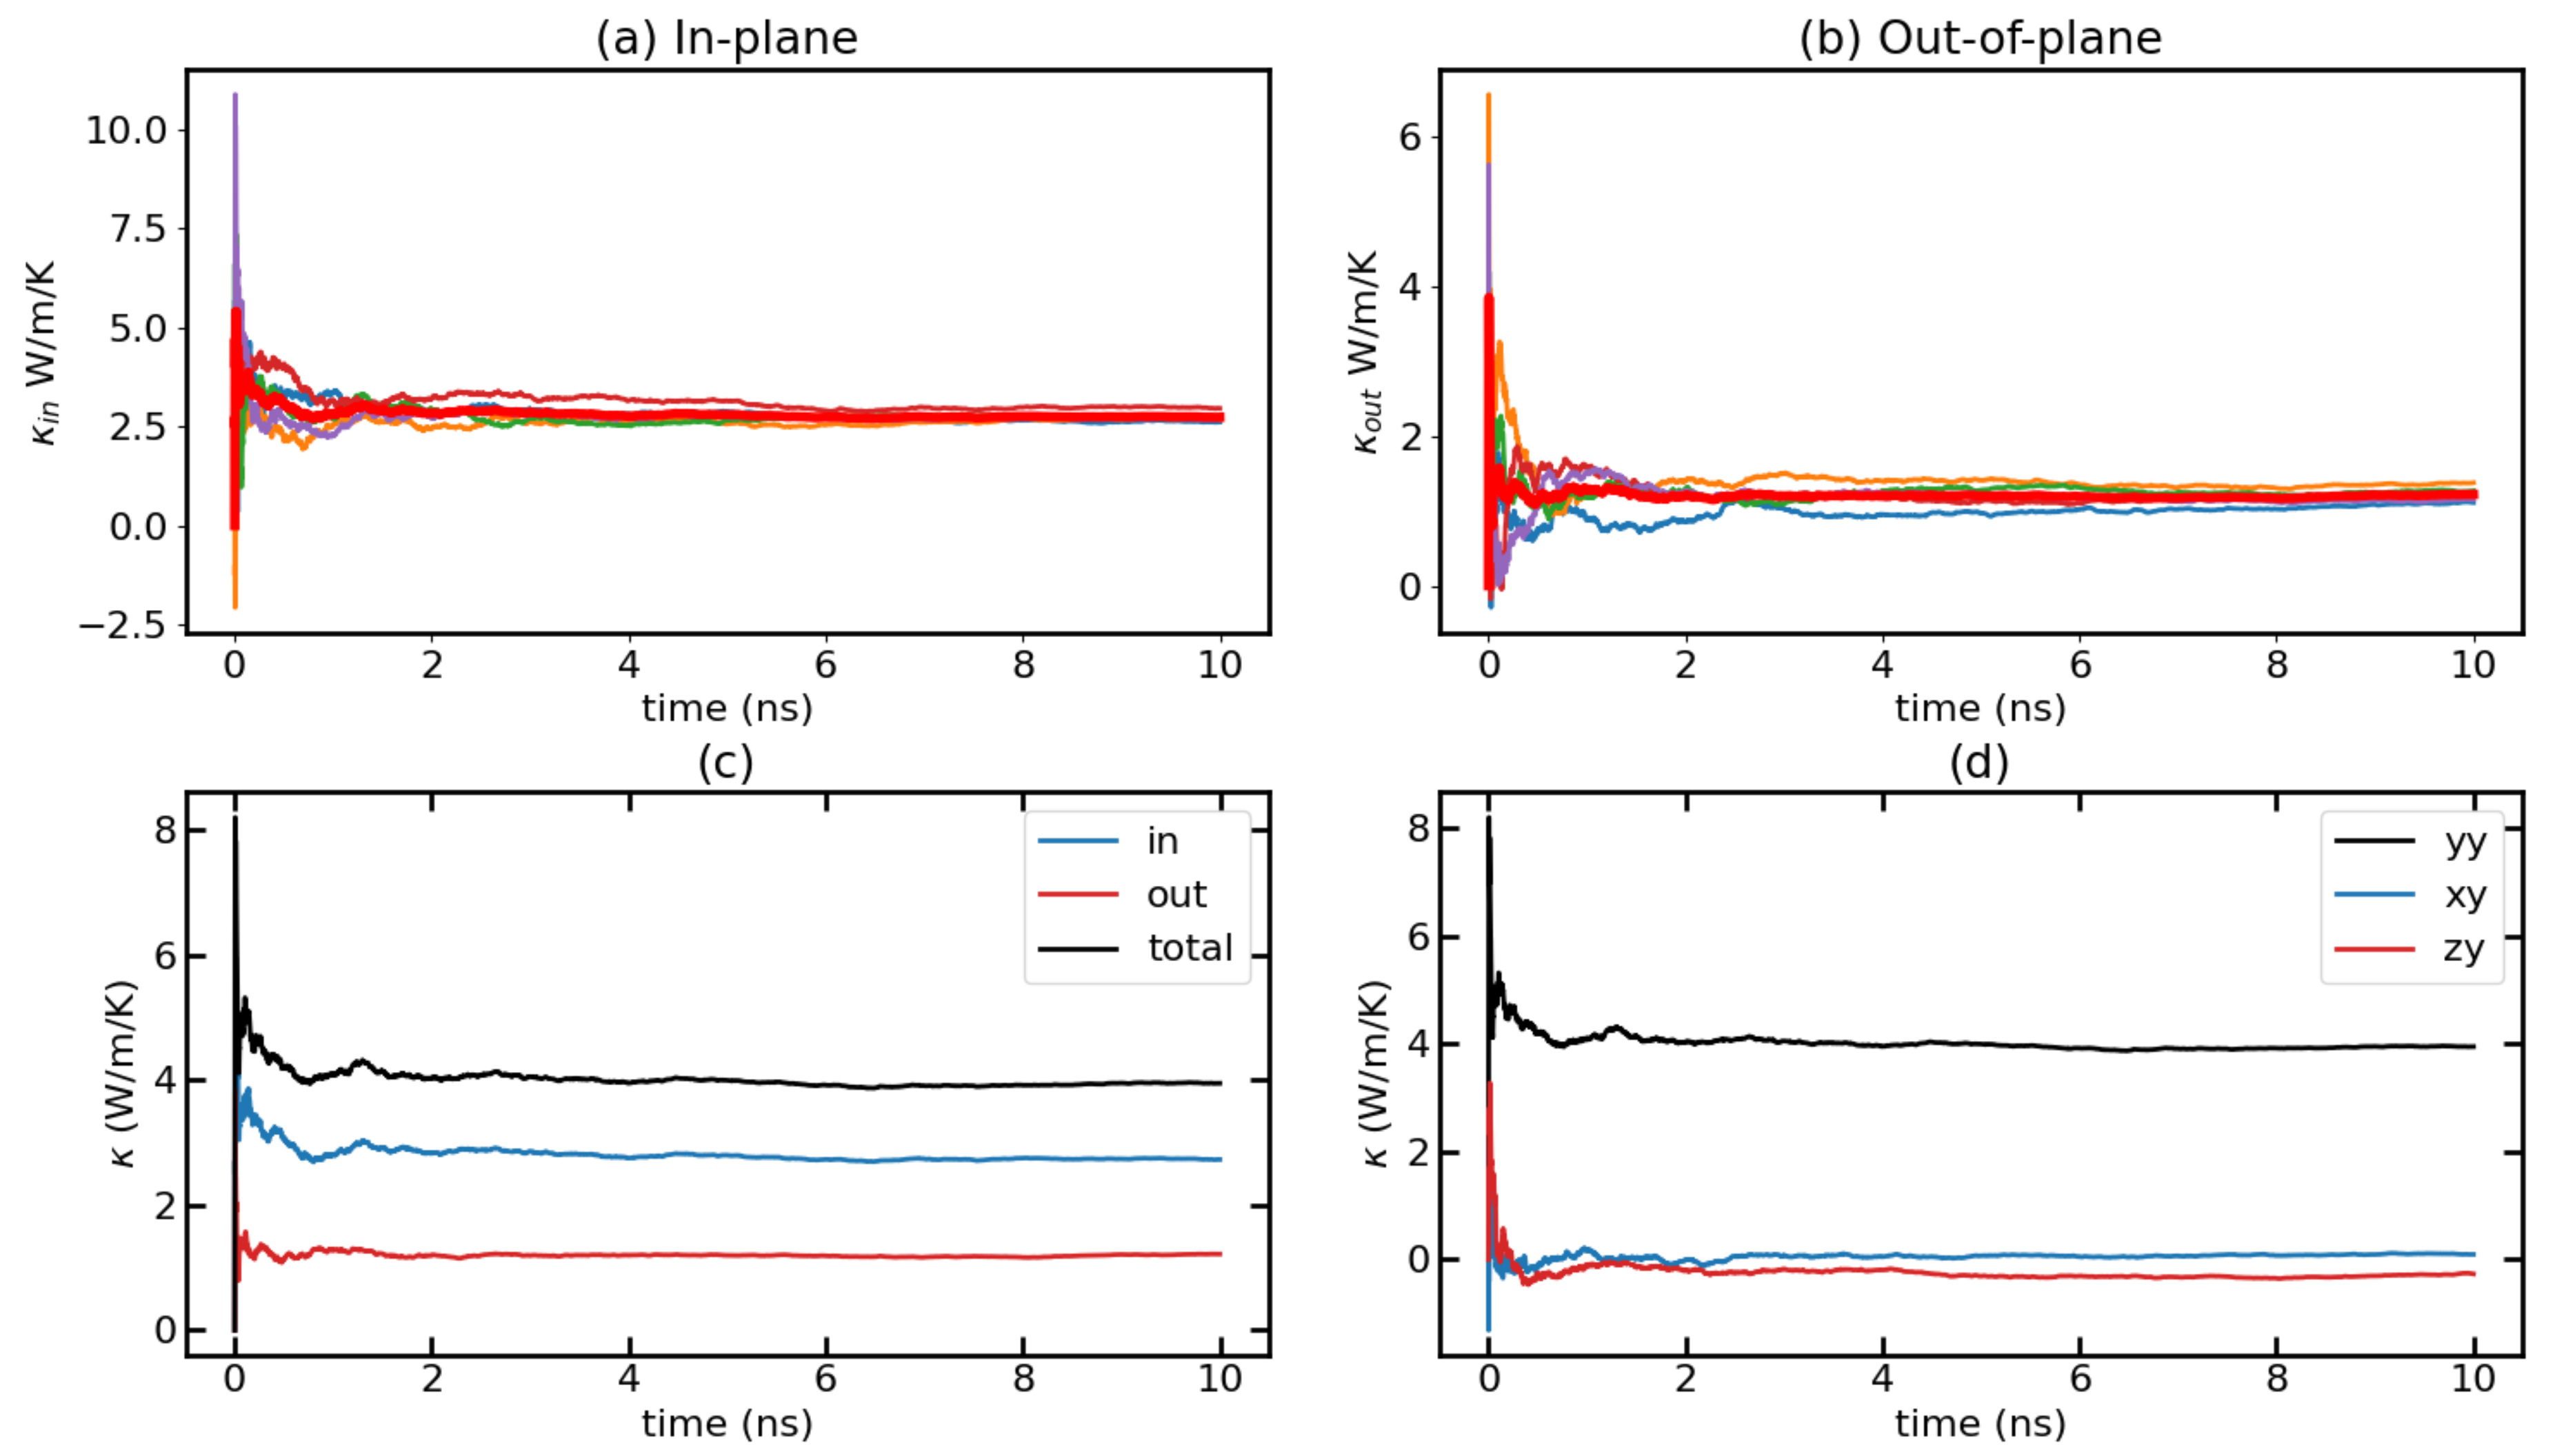 (a) In-plane
κin W/m/K
10.0
7.5
5.0
2.5
0.0
−2.5
0 2 4 6 8 10
time (ns)
(b) Out-of-plane
κout W/m/K
6
4
2
0
0 2 4 6 8 10
time (ns)
(c)
κ (W/m/K)
8
6
4
2
0
in
out
total
0 2 4 6 8 10
time (ns)
(d)
κ (W/m/K)
8
6
4
2
0
yy
xy
zy
0 2 4 6 8 10
time (ns)